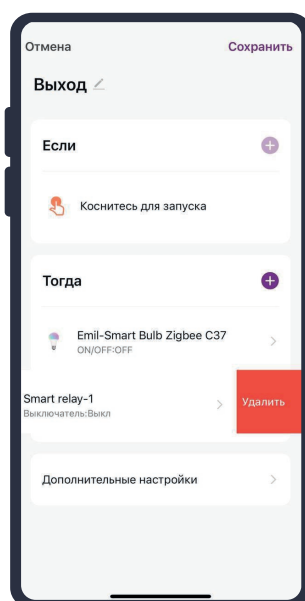 Отмена Сохранить
Выход
Если
Коснитесь для запуска
Тогда
Emil-Smart Bulb Zigbee C37
ON/OFF:OFF
Smart relay-1
Выключатель:Выкл
Удалить
Дополнительные настройки